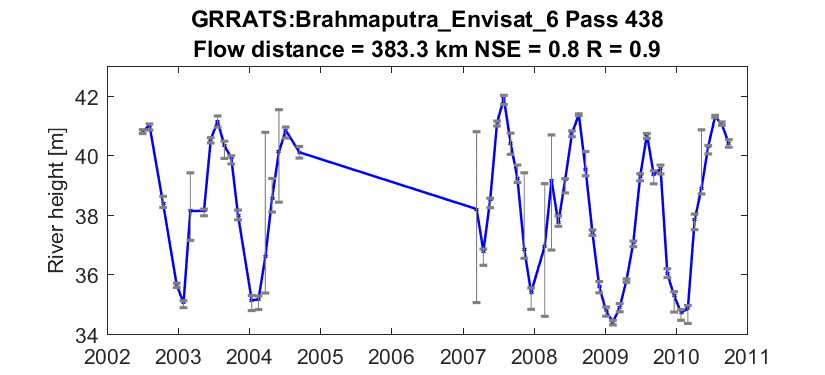 GRRATS:Brahmaputra_Envisat_6 Pass 438
Flow distance = 383.3 km NSE = 0.8 R = 0.9
River height [m]
42
40
38
36
34
2002 2003 2004 2005 2006 2007 2008 2009 2010 2011